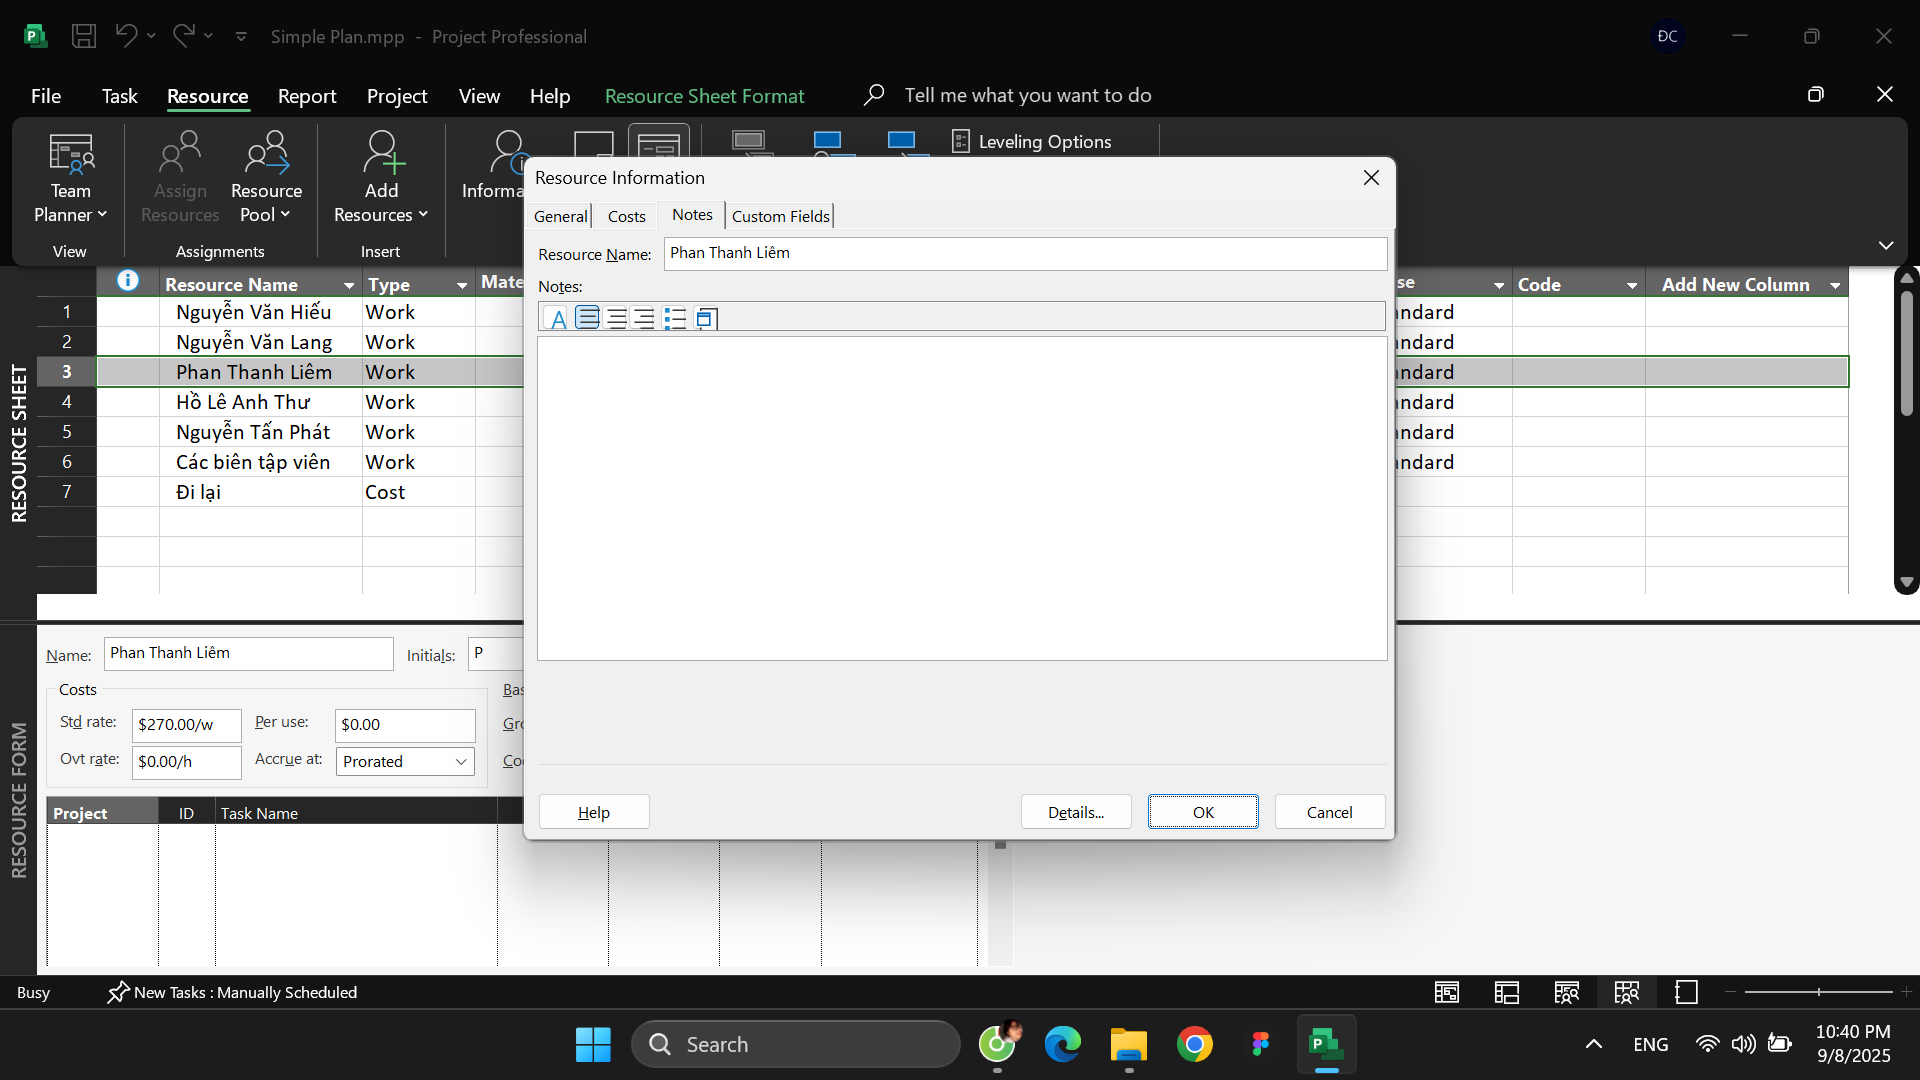 Simple Plan.mpp - Project Professional
ĐC
File Task Resource Report Project View Help Resource Sheet Format Tell me what you want to do
Leveling Options
Team Planner
Assign Resources
Resource Pool
Add Resources
Informa
View Assignments Insert
Resource Information
General Costs Notes Custom Fields
Resource Name: Phan Thanh Liêm
Notes:
A
Resource Name Type Mate se Code Add New Column
1 Nguyễn Văn Hiếu Work ndard
2 Nguyễn Văn Lang Work ndard
3 Phan Thanh Liêm Work ndard
4 Hồ Lê Anh Thư Work ndard
5 Nguyễn Tấn Phát Work ndard
6 Các biên tập viên Work ndard
7 Đi lại Cost
RESOURCE SHEET
Name: Phan Thanh Liêm Initials: P
Costs Bas
Std rate: $270.00/w Per use: $0.00 Gro
Ovt rate: $0.00/h Accrue at: Prorated Co
Help Details... OK Cancel
Project ID Task Name
RESOURCE FORM
Busy New Tasks : Manually Scheduled
Search
ENG
10:40 PM
9/8/2025